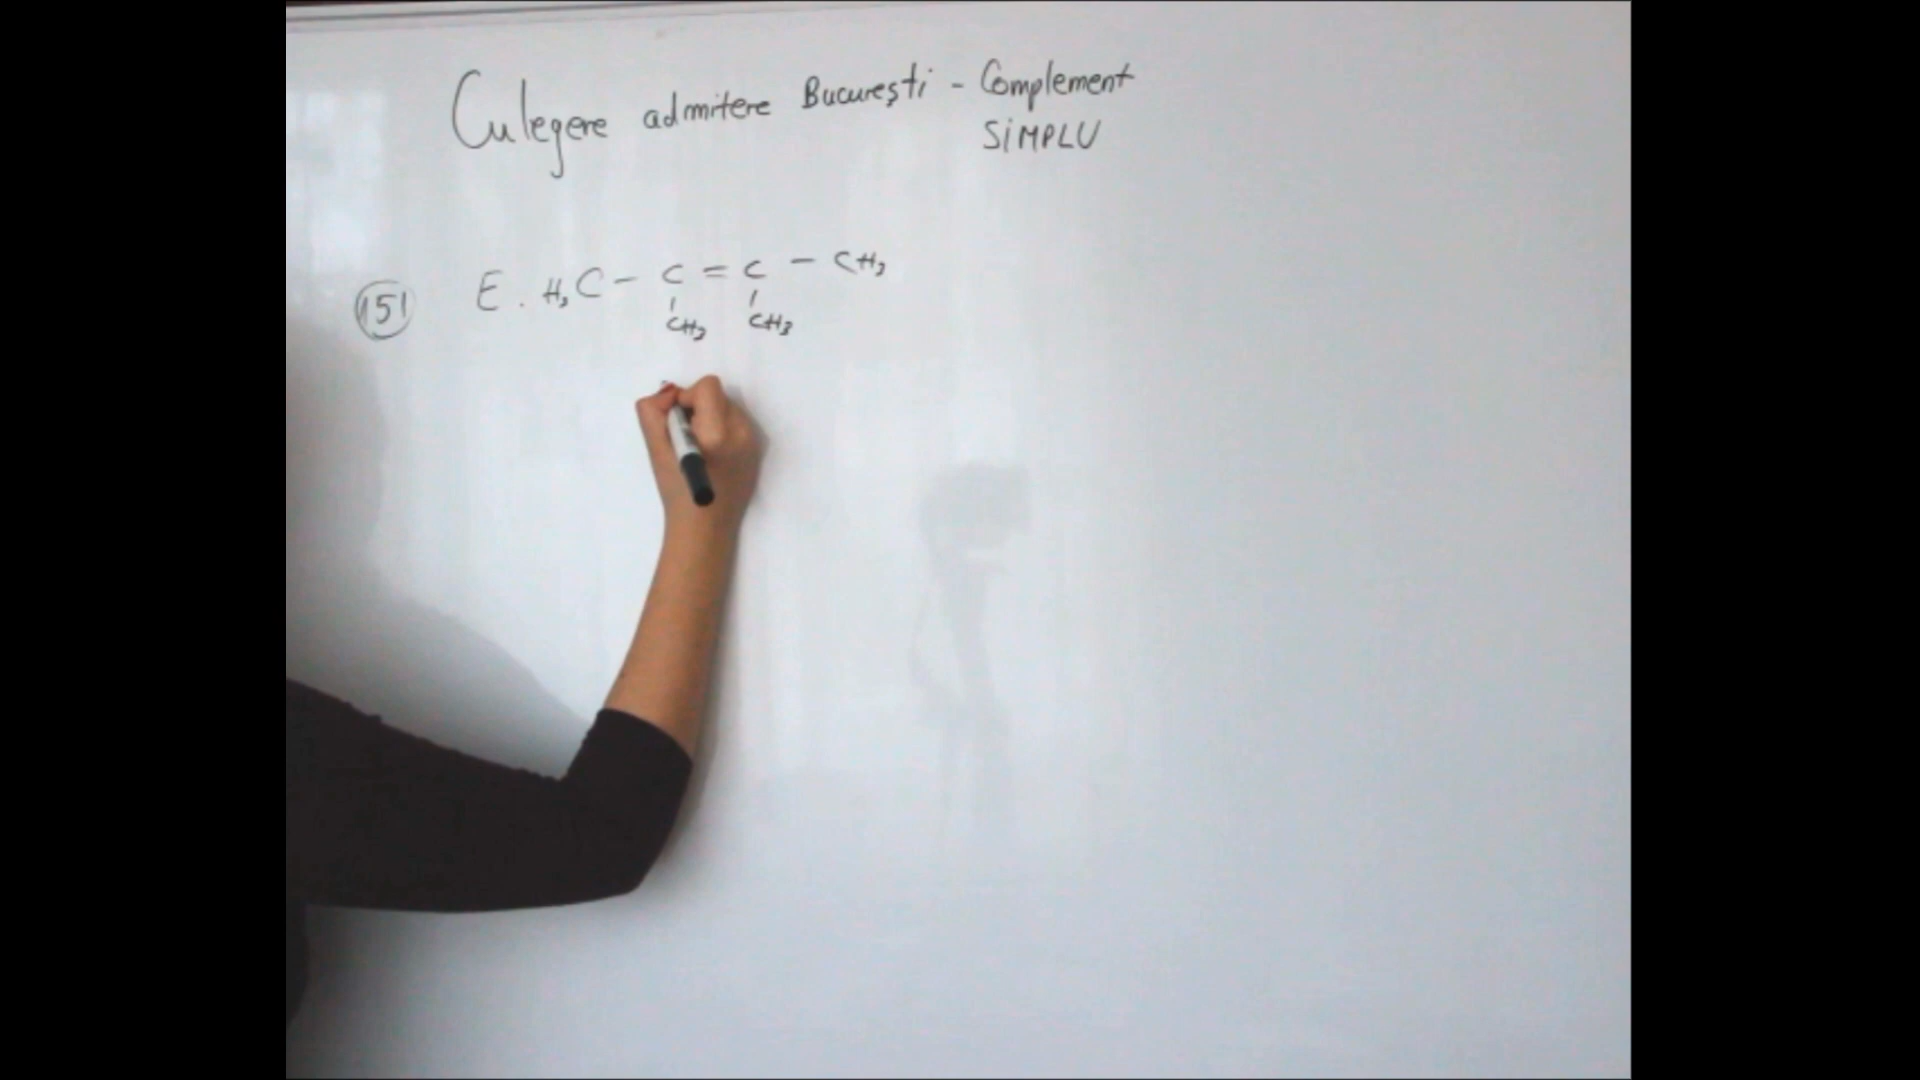 Culegere admitere București - Complement
SiMPLU
151 E. H₃C - C = C - CH₃
CH₃ CH₃